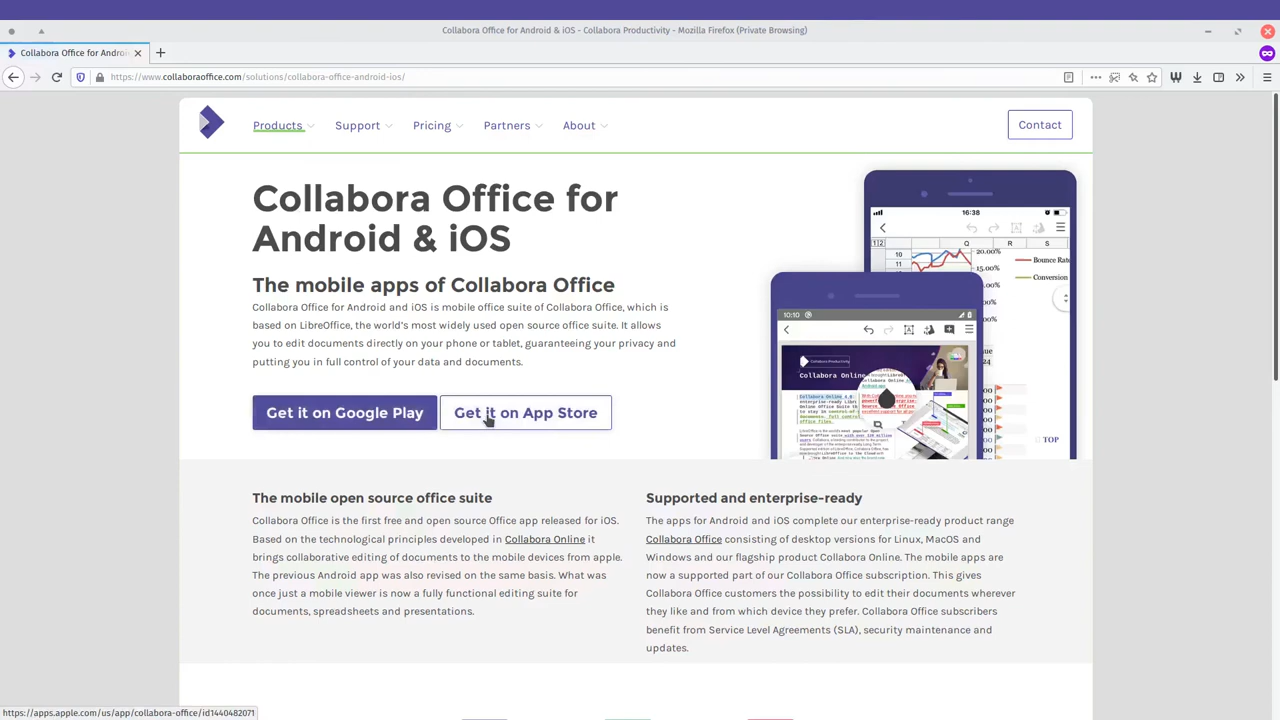 Collabora Office for Android & iOS - Collabora Productivity - Mozilla Firefox (Private Browsing)
Collabora Office for Androi
https://www.collaboraoffice.com/solutions/collabora-office-android-ios/
Products Support Pricing Partners About Contact
Collabora Office for
Android & iOS
The mobile apps of Collabora Office
Collabora Office for Android and iOS is mobile office suite of Collabora Office, which is
based on LibreOffice, the world's most widely used open source office suite. It allows
you to edit documents directly on your phone or tablet, guaranteeing your privacy and
putting you in full control of your data and documents.
Get it on Google Play Get it on App Store
16:38
Q R S
10
11
20.00%
15.00%
Bounce Rat
Conversion
10:10
Collabora Productivity
Collabora Online
TOP
The mobile open source office suite
Collabora Office is the first free and open source Office app released for iOS.
Based on the technological principles developed in Collabora Online it
brings collaborative editing of documents to the mobile devices from apple.
The previous Android app was also revised on the same basis. What was
once just a mobile viewer is now a fully functional editing suite for
documents, spreadsheets and presentations.
Supported and enterprise-ready
The apps for Android and iOS complete our enterprise-ready product range
Collabora Office consisting of desktop versions for Linux, MacOS and
Windows and our flagship product Collabora Online. The mobile apps are
now a supported part of our Collabora Office subscription. This gives
Collabora Office customers the possibility to edit their documents wherever
they like and from which device they prefer. Collabora Office subscribers
benefit from Service Level Agreements (SLA), security maintenance and
updates.
https://apps.apple.com/us/app/collabora-office/id1440482071